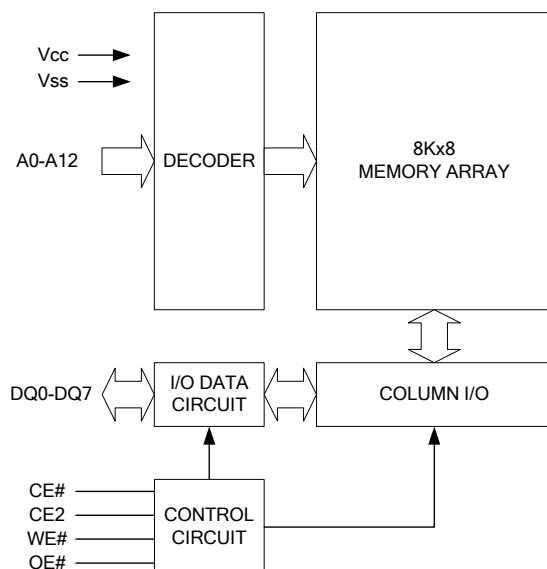 Vcc
Vss
A0-A12
DECODER
8Kx8
MEMORY ARRAY
DQ0-DQ7
I/O DATA
CIRCUIT
COLUMN I/O
CE#
CE2
WE#
OE#
CONTROL
CIRCUIT